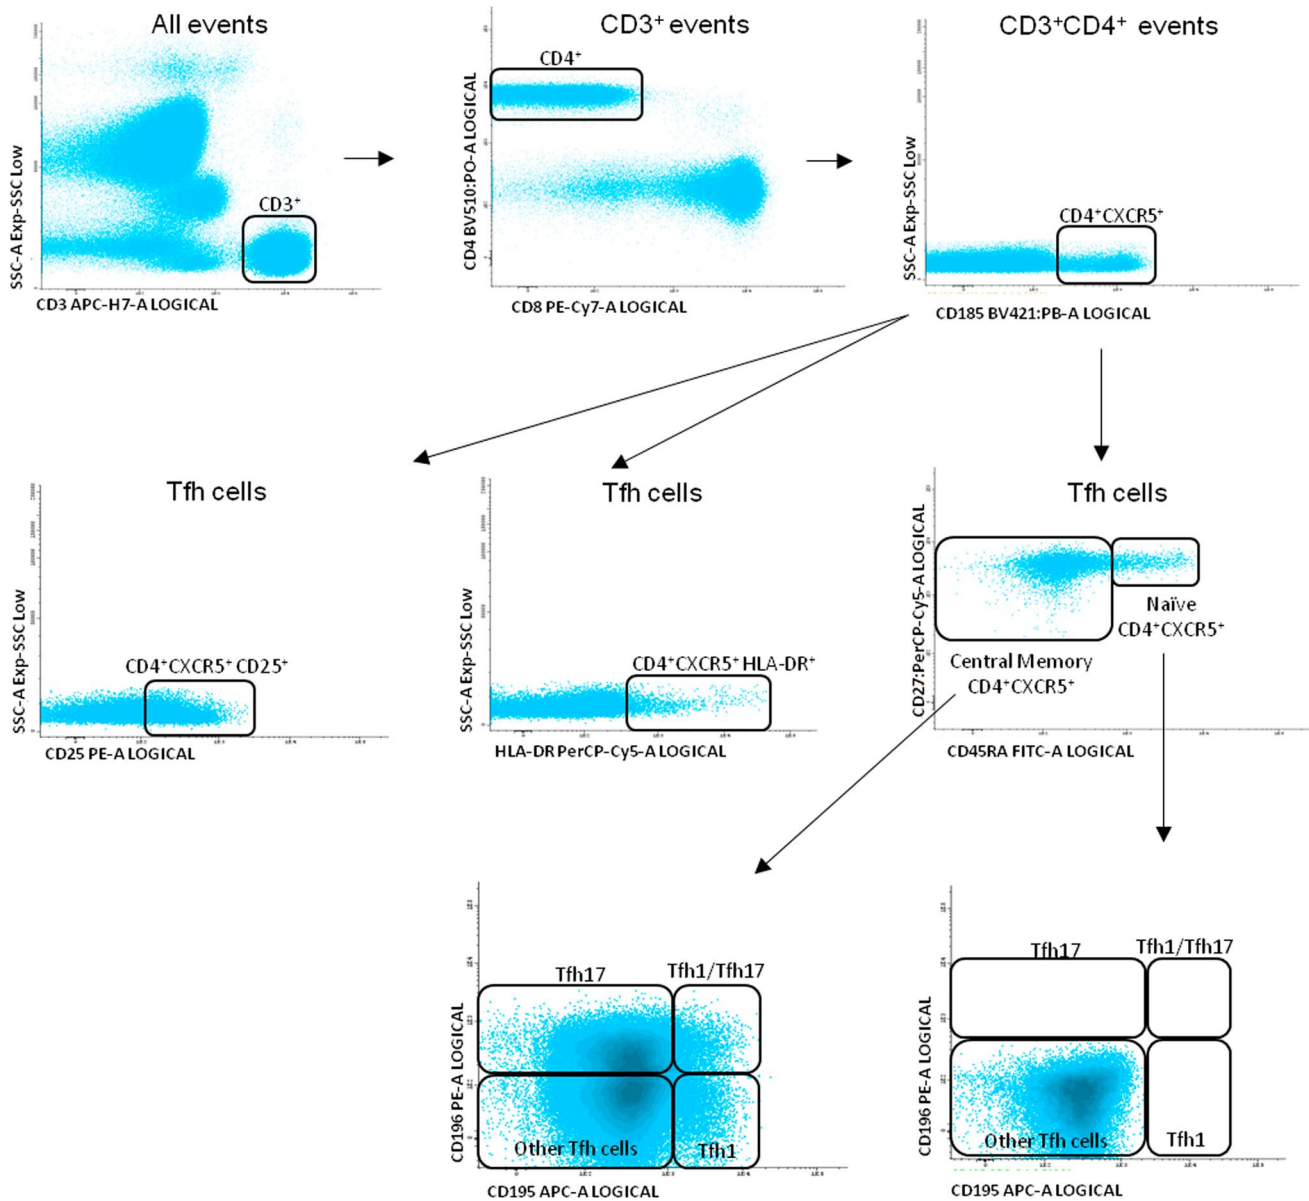 All events
CD3⁺ events
CD3⁺CD4⁺ events
SSC-A Exp-SSC Low
CD3⁺
CD3 APC-H7-A LOGICAL
CD4 BV510:PO-A LOGICAL
CD4⁺
CD8 PE-Cy7-A LOGICAL
SSC-A Exp-SSC Low
CD4⁺CXCR5⁺
CD185 BV421:PB-A LOGICAL
Tfh cells
Tfh cells
Tfh cells
SSC-A Exp-SSC Low
CD4⁺CXCR5⁺ CD25⁺
CD25 PE-A LOGICAL
SSC-A Exp-SSC Low
CD4⁺CXCR5⁺ HLA-DR⁺
HLA-DR PerCP-Cy5-A LOGICAL
CD27:PerCP-Cy5-A LOGICAL
Naïve
CD4⁺CXCR5⁺
Central Memory
CD4⁺CXCR5⁺
CD45RA FITC-A LOGICAL
CD196 PE-A LOGICAL
Tfh17
Tfh1/Tfh17
Other Tfh cells
Tfh1
CD195 APC-A LOGICAL
CD196 PE-A LOGICAL
Tfh17
Tfh1/Tfh17
Other Tfh cells
Tfh1
CD195 APC-A LOGICAL